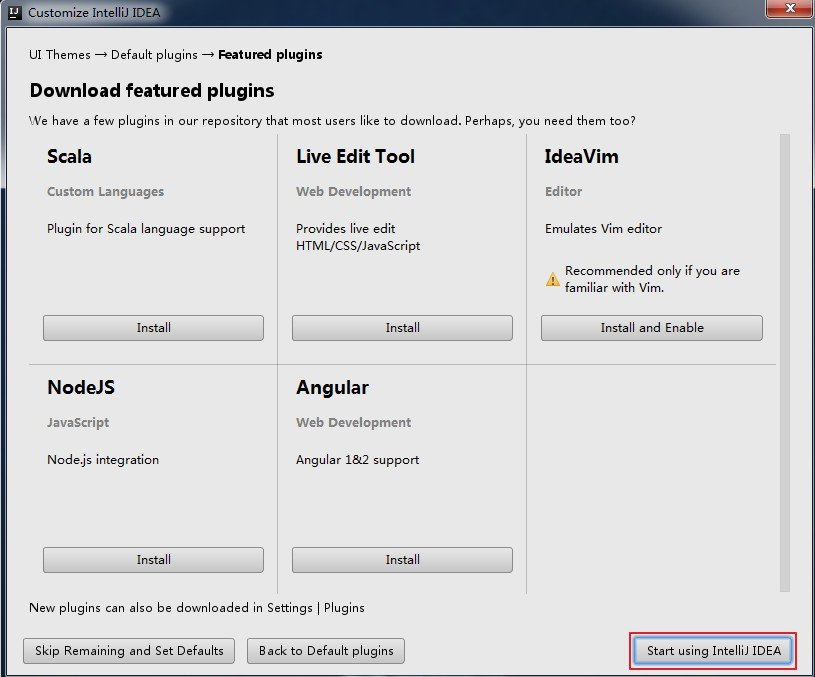 IJ Customize IntelliJ IDEA
UI Themes → Default plugins → Featured plugins
Download featured plugins
We have a few plugins in our repository that most users like to download. Perhaps, you need them too?
Scala
Custom Languages
Plugin for Scala language support
Install
Live Edit Tool
Web Development
Provides live edit
HTML/CSS/JavaScript
Install
IdeaVim
Editor
Emulates Vim editor
Recommended only if you are
familiar with Vim.
Install and Enable
NodeJS
JavaScript
Node.js integration
Install
Angular
Web Development
Angular 1&2 support
Install
New plugins can also be downloaded in Settings | Plugins
Skip Remaining and Set Defaults
Back to Default plugins
Start using IntelliJ IDEA